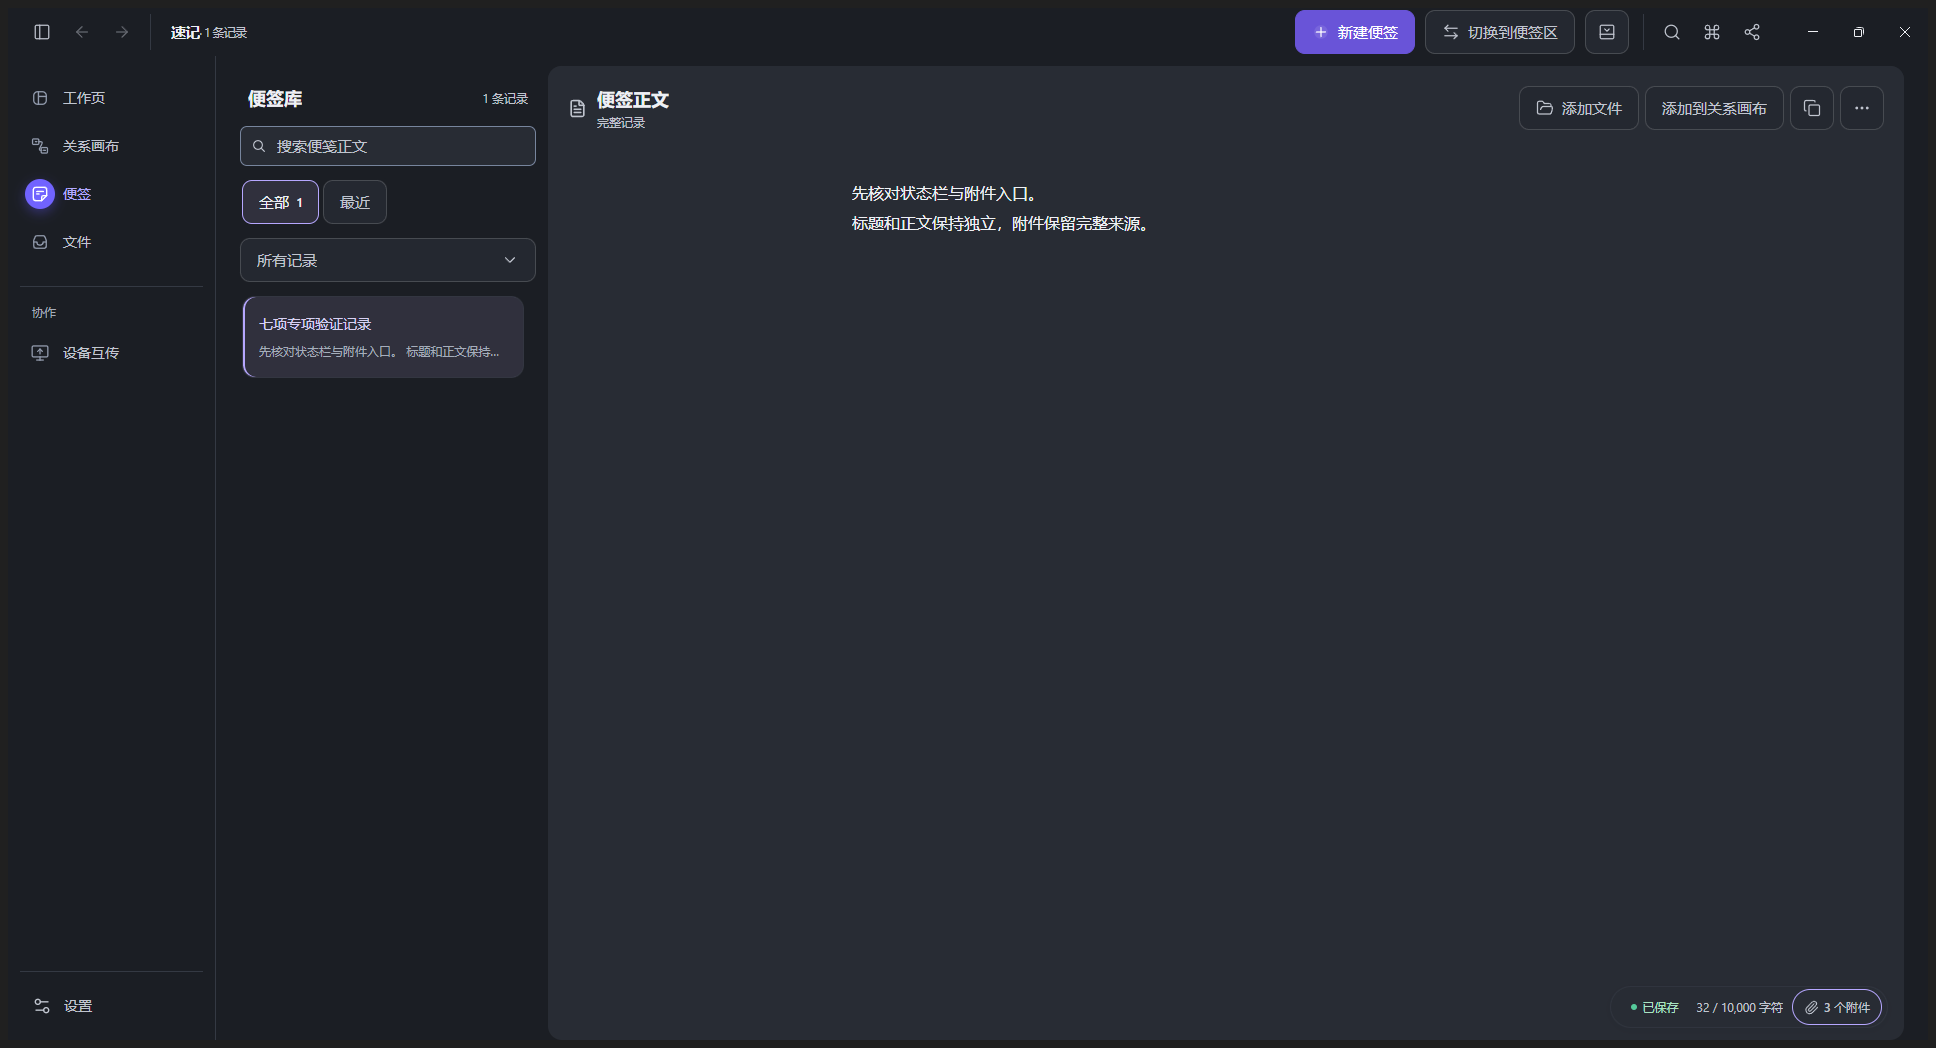 速记 1 条记录
新建便签
切换到便签区
工作页
关系画布
便签
文件
协作
设备互传
设置
便签库
1 条记录
搜索便笺正文
全部 1
最近
所有记录
七项专项验证记录
先核对状态栏与附件入口。 标题和正文保持...
便签正文
完整记录
添加文件
添加到关系画布
先核对状态栏与附件入口。
标题和正文保持独立，附件保留完整来源。
已保存
32 / 10,000 字符
3 个附件